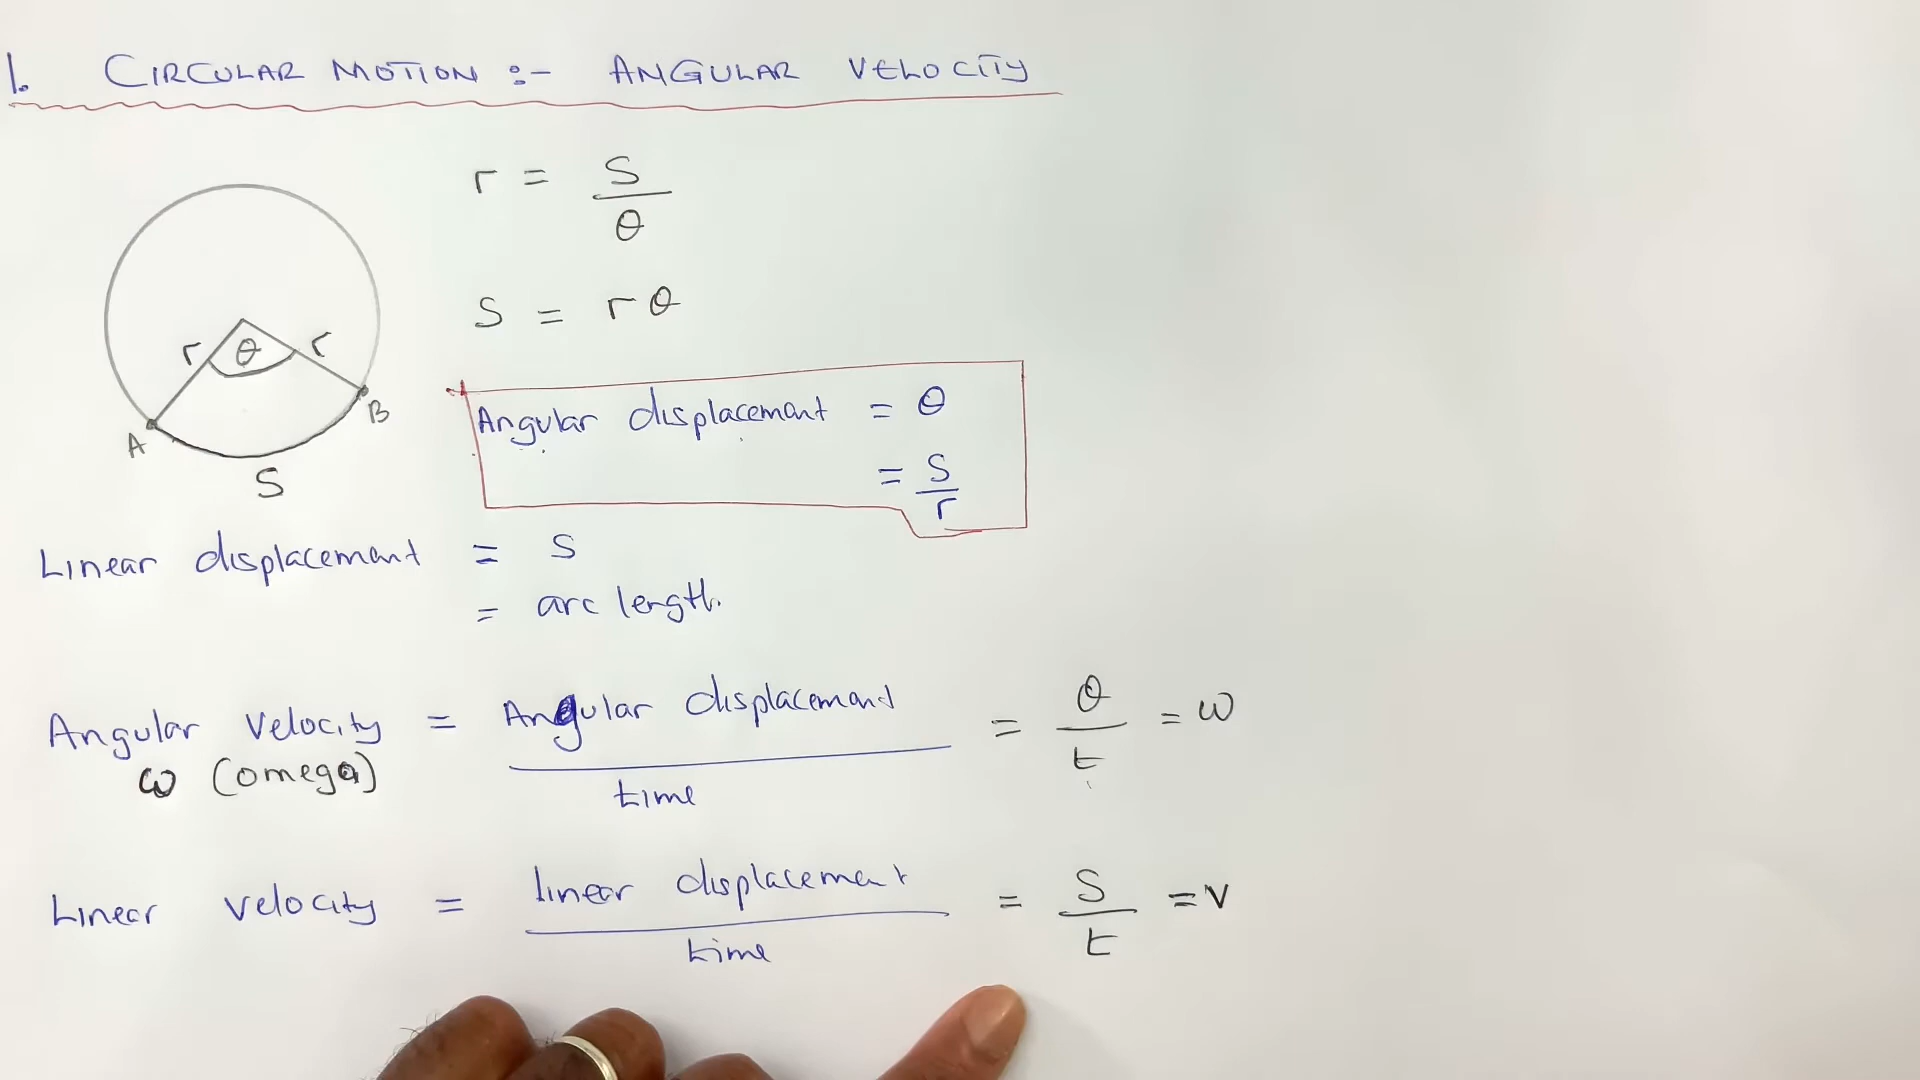 1. CIRCULAR MOTION :- ANGULAR VELOCITY
r = S/θ
S = rθ
r θ r
A B
S
Angular displacement = θ
= S/r
Linear displacement = S
= arc length.
Angular velocity = Angular displacement / time = θ/t = ω
ω (omega)
Linear velocity = linear displacement / time = S/t = v